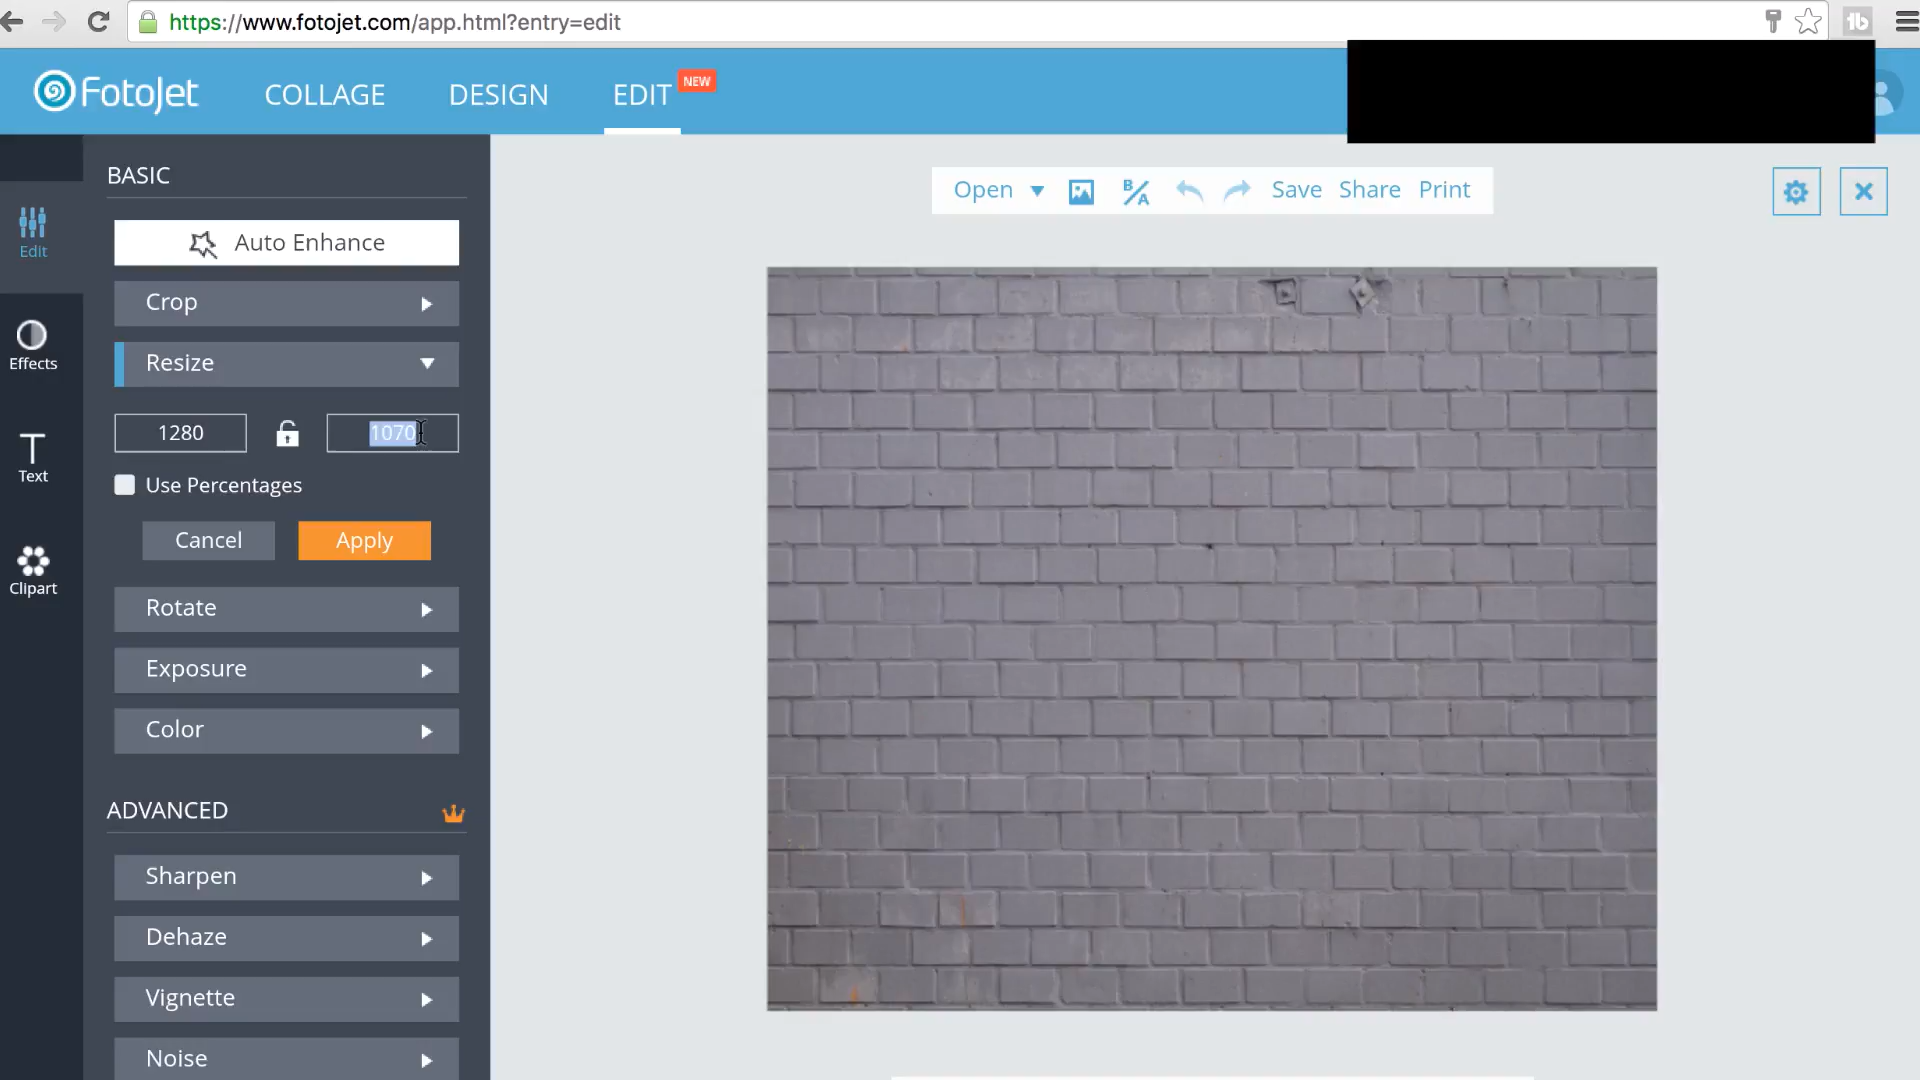 https://www.fotojet.com/app.html?entry=edit
FotoJet COLLAGE DESIGN EDIT NEW
BASIC
Open B/A Save Share Print
Edit
Auto Enhance
Crop
Resize
Effects
1280 1070
Text
Use Percentages
Cancel Apply
Clipart
Rotate
Exposure
Color
ADVANCED
Sharpen
Dehaze
Vignette
Noise